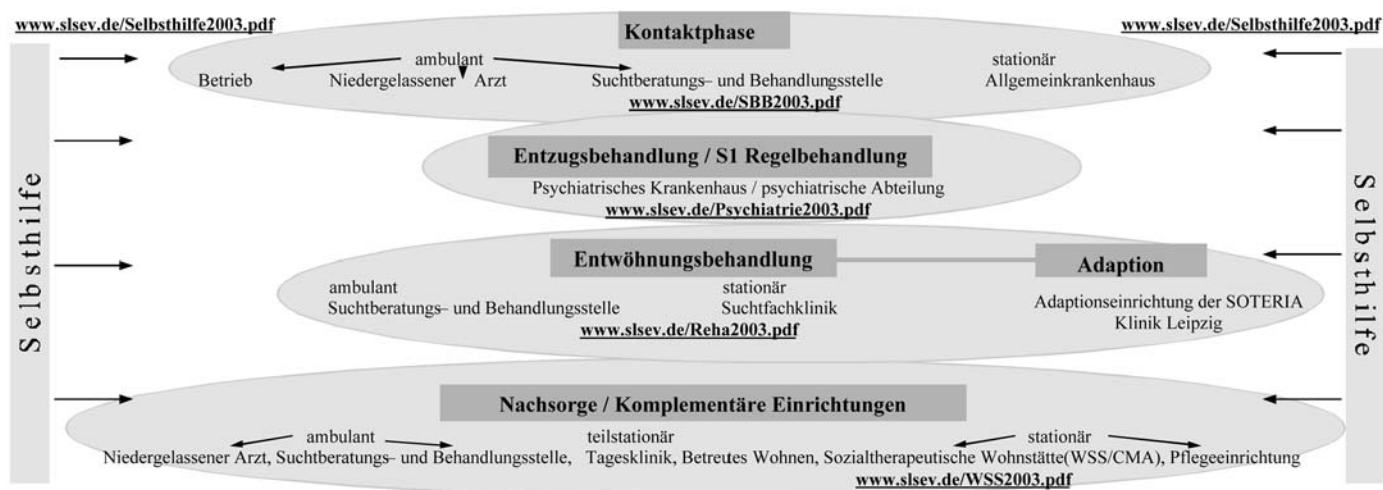 www.slsev.de/Selbsthilfe2003.pdf
www.slsev.de/Selbsthilfe2003.pdf
Selbsthilfe
Kontaktphase
ambulant
stationär
Betrieb
Niedergelassener Arzt
Suchtberatungs– und Behandlungsstelle
Allgemeinkrankenhaus
www.slsev.de/SBB2003.pdf
Entzugsbehandlung / S1 Regelbehandlung
Psychiatrisches Krankenhaus / psychiatrische Abteilung
www.slsev.de/Psychiatrie2003.pdf
Entwöhnungsbehandlung
Adaption
ambulant
stationär
Suchtberatungs– und Behandlungsstelle
Suchtfachklinik
Adaptionseinrichtung der SOTERIA
Klinik Leipzig
www.slsev.de/Reha2003.pdf
Nachsorge / Komplementäre Einrichtungen
ambulant
teilstationär
stationär
Niedergelassener Arzt, Suchtberatungs– und Behandlungsstelle, Tagesklinik, Betreutes Wohnen, Sozialtherapeutische Wohnstätte(WSS/CMA), Pflegeeinrichtung
www.slsev.de/WSS2003.pdf
Selbsthilfe